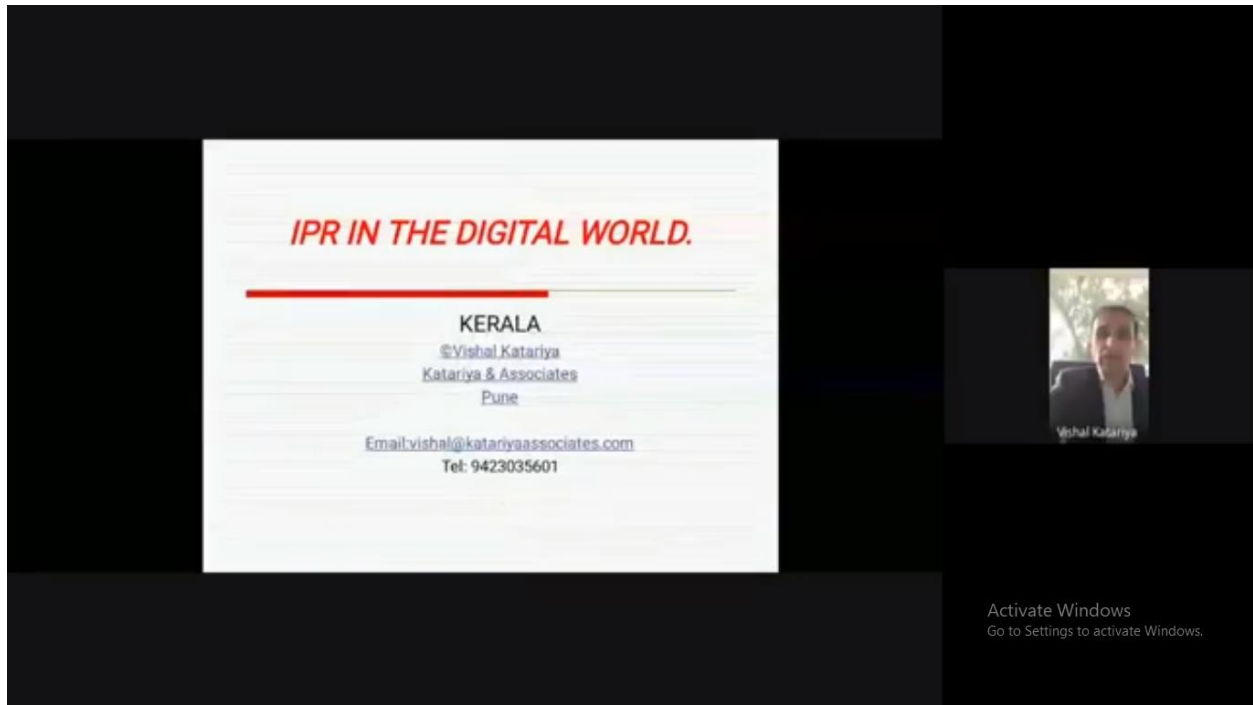 IPR IN THE DIGITAL WORLD.
KERALA
©Vishal Katariya
Katariya & Associates
Pune
Email:vishal@katariyaassociates.com
Tel: 9423035601
Vishal Katariya
Activate Windows
Go to Settings to activate Windows.